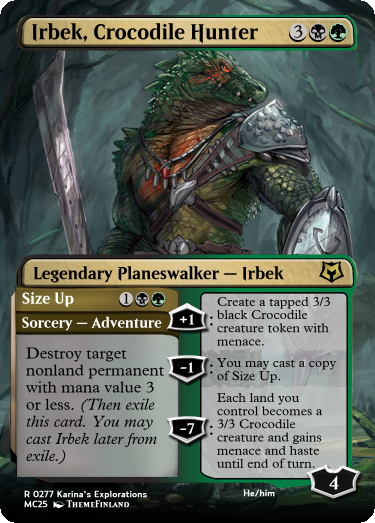 Irbek, Crocodile Hunter 3
Legendary Planeswalker — Irbek
Size Up 1
Sorcery — Adventure
Destroy target
nonland permanent
with mana value 3
or less. (Then exile
this card. You may
cast Irbek later from
exile.)
+1: Create a tapped 3/3
black Crocodile
creature token with
menace.
-1: You may cast a copy
of Size Up.
-7: Each land you
control becomes a
3/3 Crocodile
creature and gains
menace and haste
until end of turn.
4
R 0277 Karina's Explorations
MC25 ThemeFinland
He/him